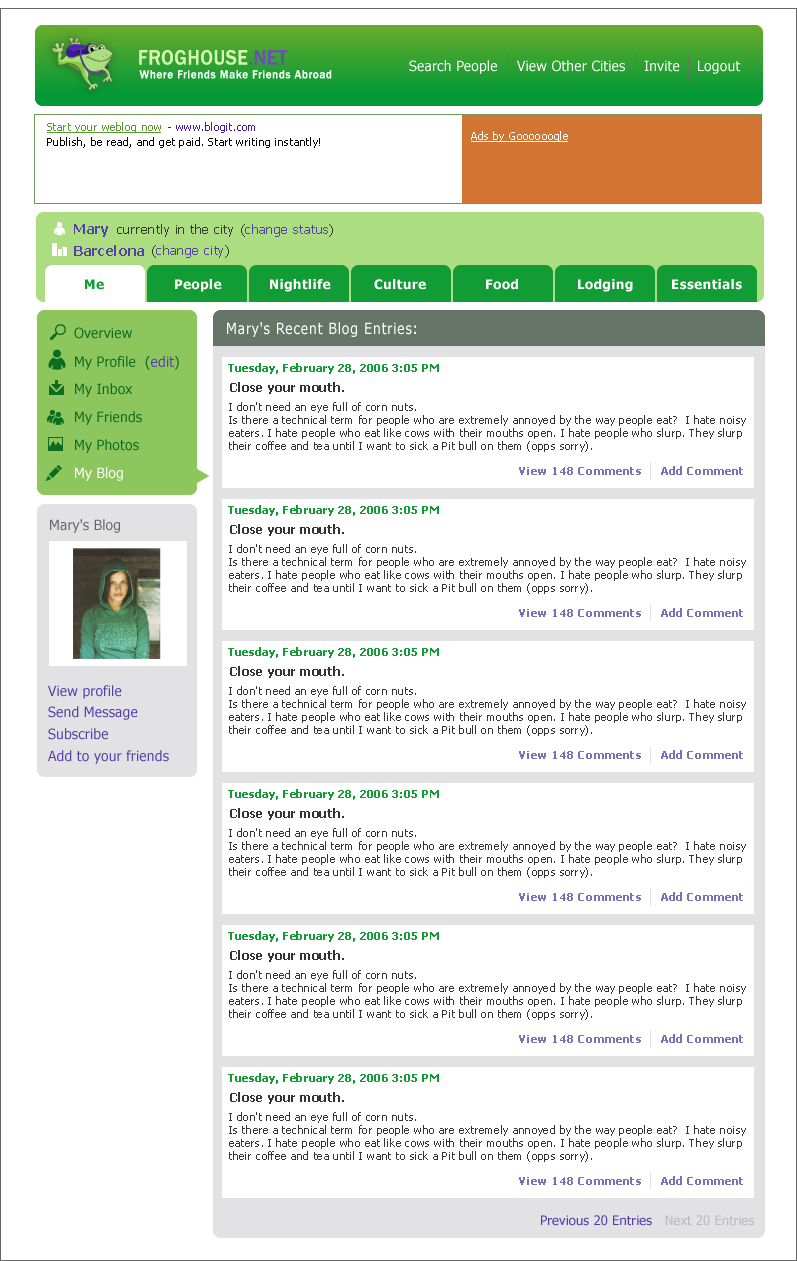 FROGHOUSE.NET
Where Friends Make Friends Abroad
Search People View Other Cities Invite Logout
Start your weblog now - www.blogit.com
Publish, be read, and get paid. Start writing instantly!
Ads by Goooooogle
Mary currently in the city (change status)
Barcelona (change city)
Me People Nightlife Culture Food Lodging Essentials
Overview
My Profile (edit)
My Inbox
My Friends
My Photos
My Blog
Mary's Blog
View profile
Send Message
Subscribe
Add to your friends
Mary's Recent Blog Entries:
Tuesday, February 28, 2006 3:05 PM
Close your mouth.
I don't need an eye full of corn nuts.
Is there a technical term for people who are extremely annoyed by the way people eat? I hate noisy
eaters. I hate people who eat like cows with their mouths open. I hate people who slurp. They slurp
their coffee and tea until I want to sick a Pit bull on them (opps sorry).
View 148 Comments Add Comment
Tuesday, February 28, 2006 3:05 PM
Close your mouth.
I don't need an eye full of corn nuts.
Is there a technical term for people who are extremely annoyed by the way people eat? I hate noisy
eaters. I hate people who eat like cows with their mouths open. I hate people who slurp. They slurp
their coffee and tea until I want to sick a Pit bull on them (opps sorry).
View 148 Comments Add Comment
Tuesday, February 28, 2006 3:05 PM
Close your mouth.
I don't need an eye full of corn nuts.
Is there a technical term for people who are extremely annoyed by the way people eat? I hate noisy
eaters. I hate people who eat like cows with their mouths open. I hate people who slurp. They slurp
their coffee and tea until I want to sick a Pit bull on them (opps sorry).
View 148 Comments Add Comment
Tuesday, February 28, 2006 3:05 PM
Close your mouth.
I don't need an eye full of corn nuts.
Is there a technical term for people who are extremely annoyed by the way people eat? I hate noisy
eaters. I hate people who eat like cows with their mouths open. I hate people who slurp. They slurp
their coffee and tea until I want to sick a Pit bull on them (opps sorry).
View 148 Comments Add Comment
Tuesday, February 28, 2006 3:05 PM
Close your mouth.
I don't need an eye full of corn nuts.
Is there a technical term for people who are extremely annoyed by the way people eat? I hate noisy
eaters. I hate people who eat like cows with their mouths open. I hate people who slurp. They slurp
their coffee and tea until I want to sick a Pit bull on them (opps sorry).
View 148 Comments Add Comment
Tuesday, February 28, 2006 3:05 PM
Close your mouth.
I don't need an eye full of corn nuts.
Is there a technical term for people who are extremely annoyed by the way people eat? I hate noisy
eaters. I hate people who eat like cows with their mouths open. I hate people who slurp. They slurp
their coffee and tea until I want to sick a Pit bull on them (opps sorry).
View 148 Comments Add Comment
Previous 20 Entries Next 20 Entries